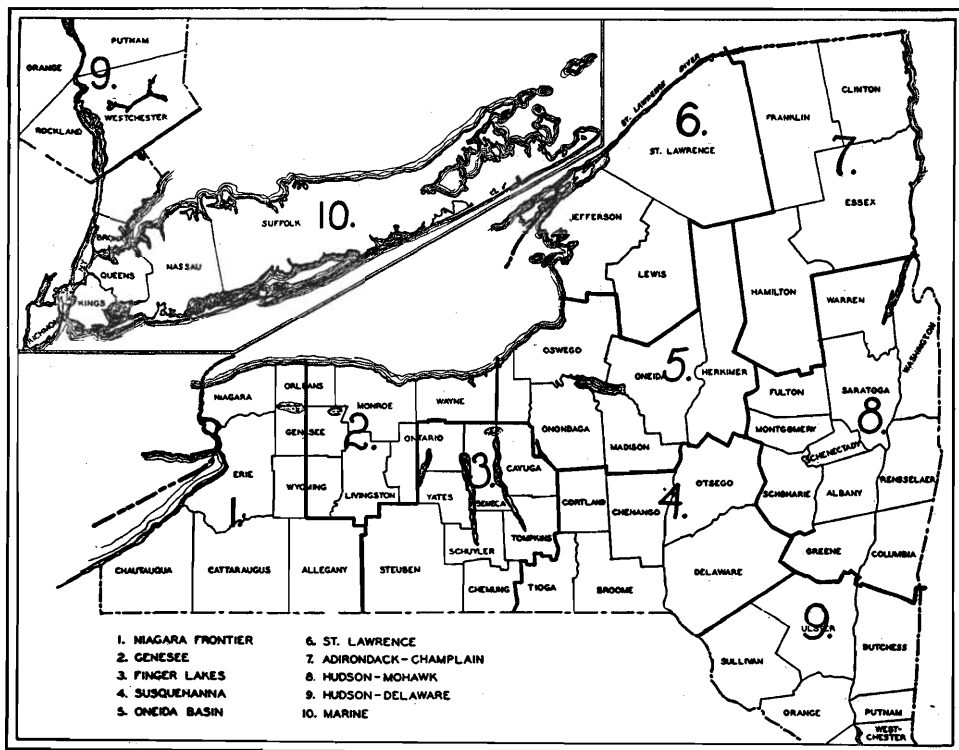 PUTNAM
ORANGE
9.
WESTCHESTER
ROCKLAND
BRONX
QUEENS
NASSAU
KINGS
SUFFOLK
10.
ST. LAWRENCE RIVER
6.
ST. LAWRENCE
FRANKLIN
CLINTON
7.
ESSEX
JEFFERSON
LEWIS
HAMILTON
WARREN
WASHINGTON
OSWEGO
ONEIDA
5.
HERKIMER
FULTON
SARATOGA
8.
MONTGOMERY
SCHENECTADY
RENSSELAER
NIAGARA
ORLEANS
MONROE
WAYNE
GENESEE
2.
ONTARIO
3.
CAYUGA
ONONDAGA
MADISON
ERIE
WYOMING
LIVINGSTON
YATES
SENECA
CORTLAND
CHENANGO
4.
OTSEGO
SCHOHARIE
ALBANY
1.
SCHUYLER
TOMPKINS
GREENE
COLUMBIA
CHAUTAUQUA
CATTARAUGUS
ALLEGANY
STEUBEN
CHEMUNG
TIOGA
BROOME
DELAWARE
9.
ULSTER
SULLIVAN
DUTCHESS
ORANGE
PUTNAM
WEST-
CHESTER
1. NIAGARA FRONTIER
2. GENESEE
3. FINGER LAKES
4. SUSQUEHANNA
5. ONEIDA BASIN
6. ST. LAWRENCE
7. ADIRONDACK-CHAMPLAIN
8. HUDSON-MOHAWK
9. HUDSON-DELAWARE
10. MARINE